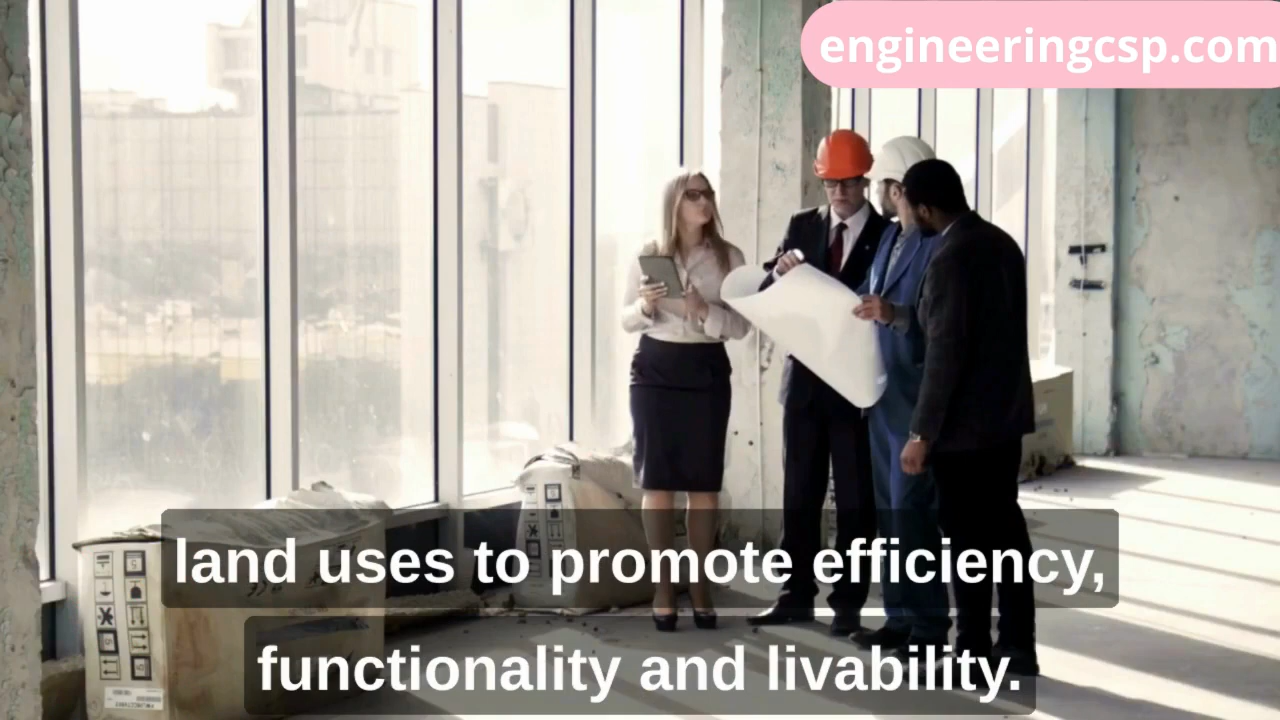 engineeringcsp.com
land uses to promote efficiency,
functionality and livability.